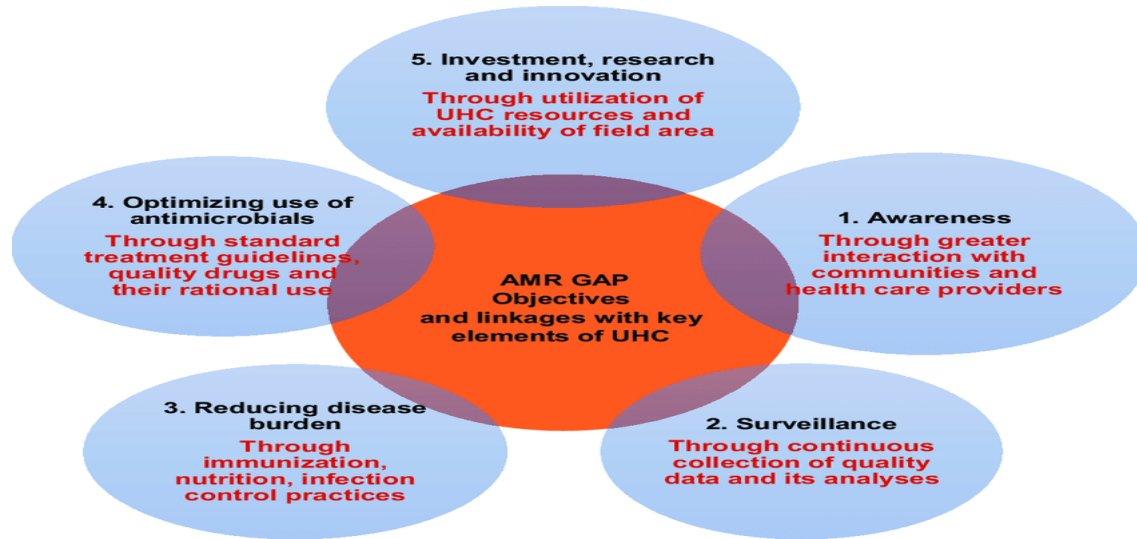 5. Investment, research
and innovation
Through utilization of
UHC resources and
availability of field area
4. Optimizing use of
antimicrobials
Through standard
treatment guidelines,
quality drugs and
their rational use
1. Awareness
Through greater
interaction with
communities and
health care providers
AMR GAP
Objectives
and linkages with key
elements of UHC
3. Reducing disease
burden
Through
immunization,
nutrition, infection
control practices
2. Surveillance
Through continuous
collection of quality
data and its analyses